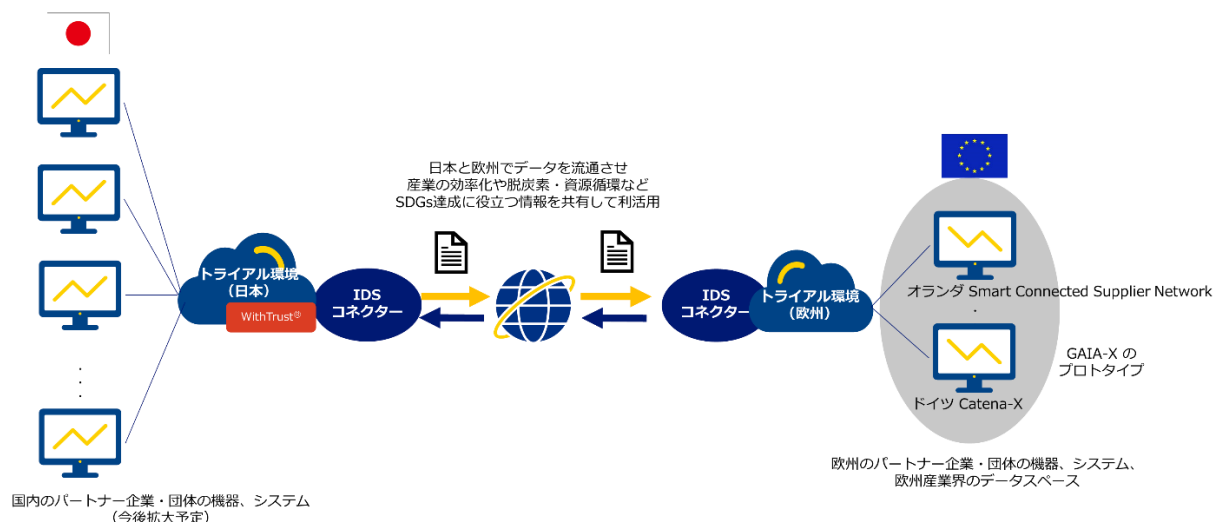 日本と欧州でデータを流通させ
産業の効率化や脱炭素・資源循環など
SDGs達成に役立つ情報を共有して利活用
トライアル環境
（日本）
WithTrust®
IDS
コネクター
IDS
コネクター
トライアル環境
（欧州）
オランダ Smart Connected Supplier Network
・
GAIA-X の
プロトタイプ
ドイツ Catena-X
・
・
・
・
国内のパートナー企業・団体の機器、システム
（今後拡大予定）
欧州のパートナー企業・団体の機器、システム、
欧州産業界のデータスペース